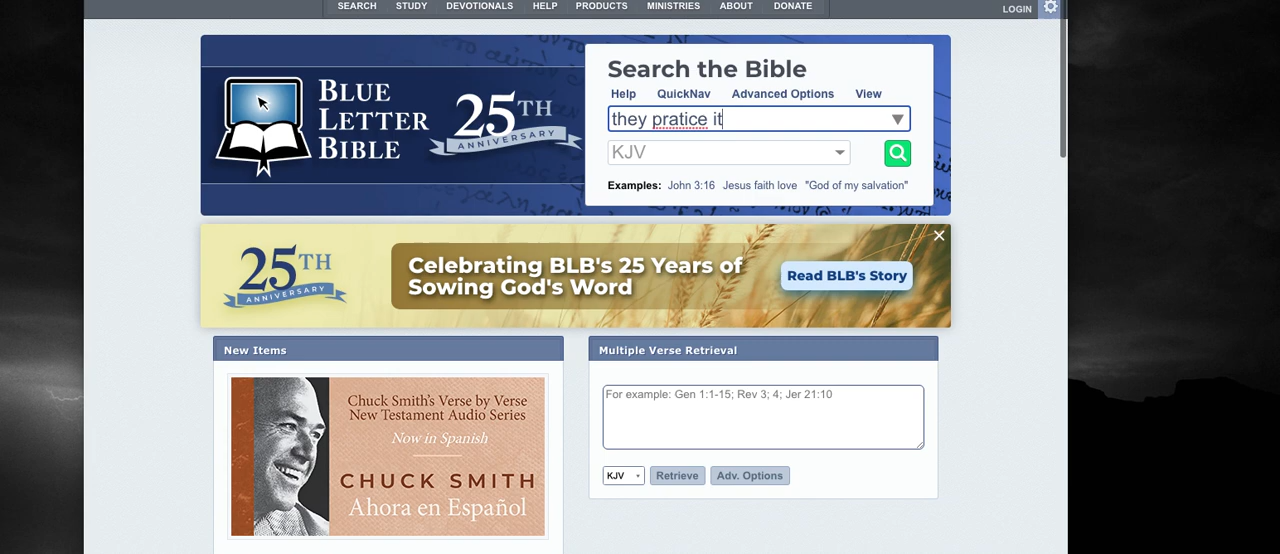 SEARCH STUDY DEVOTIONALS HELP PRODUCTS MINISTRIES ABOUT DONATE
LOGIN
BLUE
LETTER
BIBLE
25TH
ANNIVERSARY
Search the Bible
Help QuickNav Advanced Options View
they pratice it
KJV
Examples: John 3:16 Jesus faith love "God of my salvation"
25TH
ANNIVERSARY
Celebrating BLB's 25 Years of
Sowing God's Word
Read BLB's Story
New Items
Chuck Smith's Verse by Verse
New Testament Audio Series
Now in Spanish
CHUCK SMITH
Ahora en Español
Multiple Verse Retrieval
For example: Gen 1:1-15; Rev 3; 4; Jer 21:10
KJV Retrieve Adv. Options